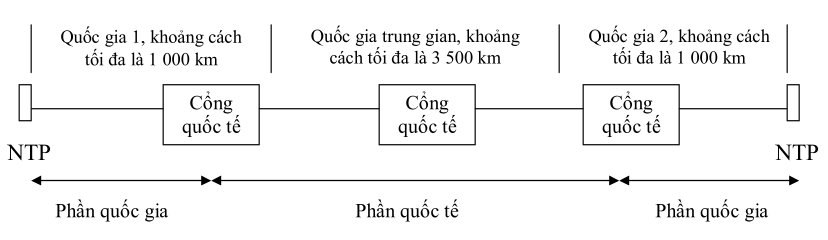 Quốc gia 1, khoảng cách
tối đa là 1 000 km
Quốc gia trung gian, khoảng
cách tối đa là 3 500 km
Quốc gia 2, khoảng cách
tối đa là 1 000 km
Cổng
quốc tế
Cổng
quốc tế
Cổng
quốc tế
NTP
NTP
Phần quốc gia
Phần quốc tế
Phần quốc gia